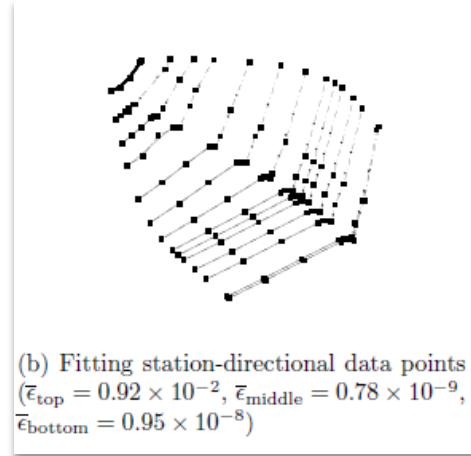 (b) Fitting station-directional data points
(ϵ̅top = 0.92 × 10⁻², ϵ̅middle = 0.78 × 10⁻⁹,
ϵ̅bottom = 0.95 × 10⁻⁸)